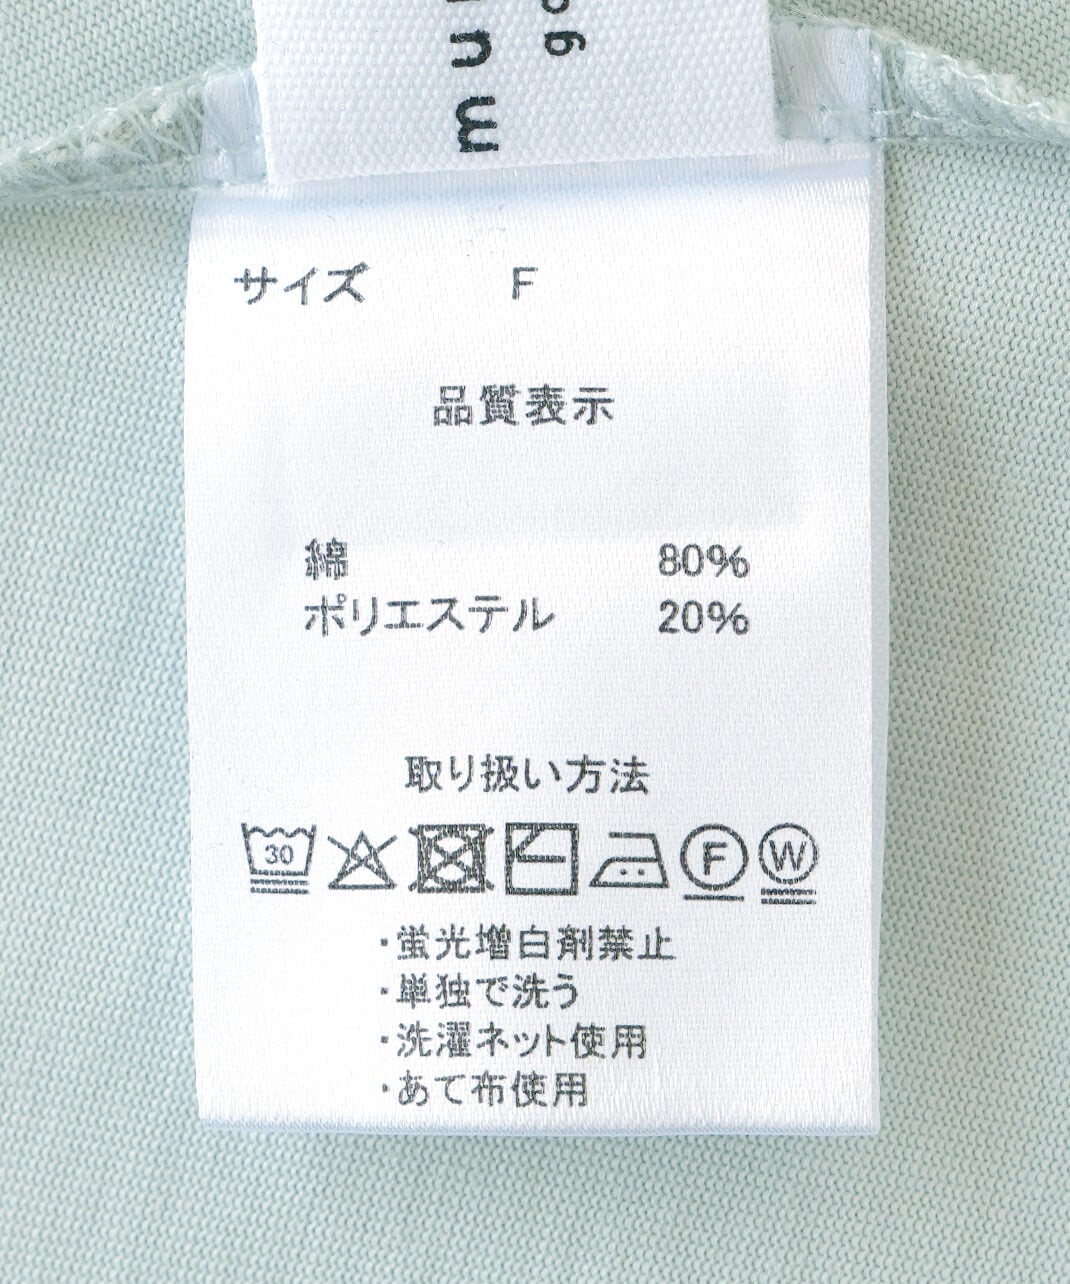 サイズ F
品質表示
綿 80%
ポリエステル 20%
取り扱い方法
30 F W
・蛍光増白剤禁止
・単独で洗う
・洗濯ネット使用
・あて布使用